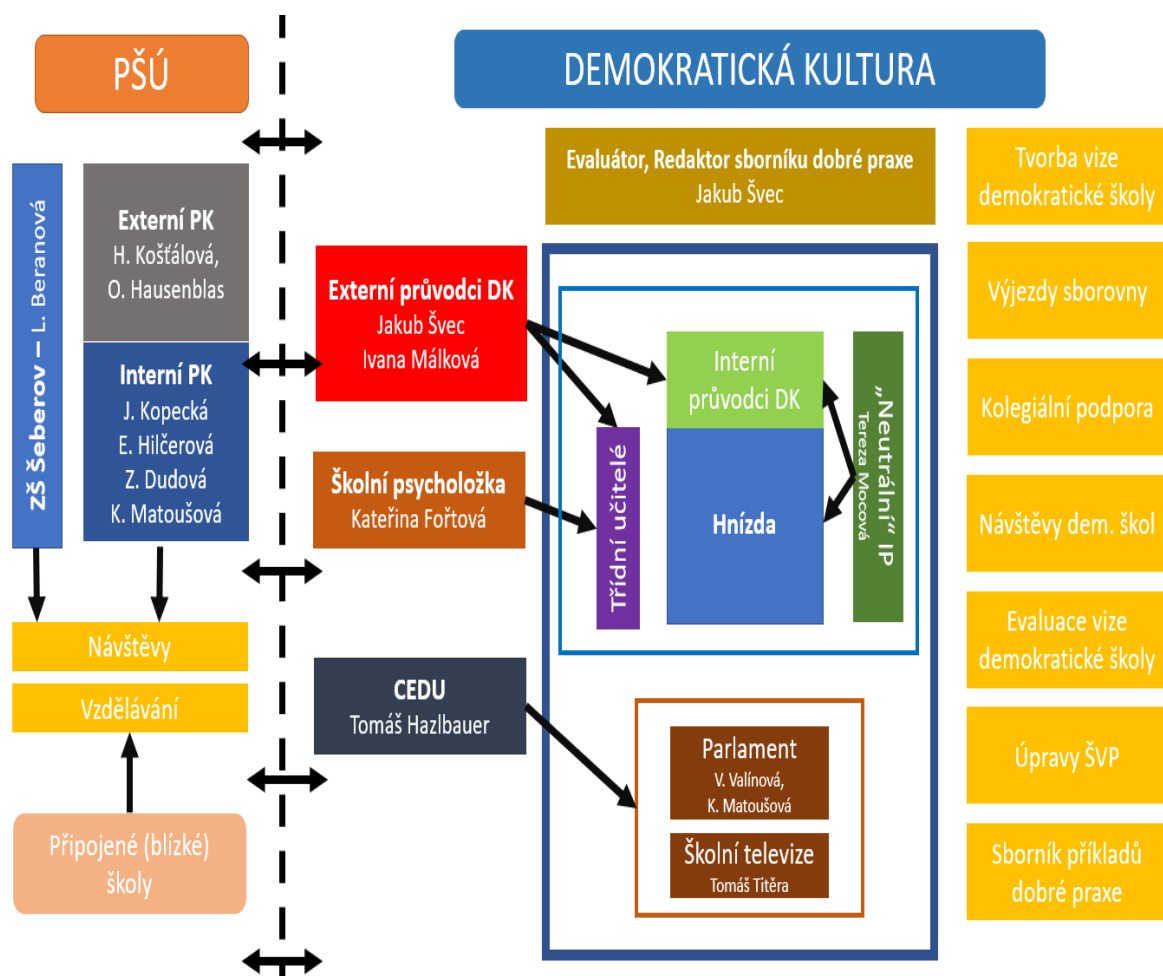 PŠÚ
DEMOKRATICKÁ KULTURA
ZŠ Šeberov – L. Beranová
Externí PK
H. Košťálová,
O. Hausenblas
Interní PK
J. Kopecká
E. Hilčerová
Z. Dudová
K. Matoušová
Návštěvy
Vzdělávání
Připojené (blízké)
školy
Evaluátor, Redaktor sborníku dobré praxe
Jakub Švec
Externí průvodci DK
Jakub Švec
Ivana Málková
Školní psycholožka
Kateřina Fořtová
CEDU
Tomáš Hazlbauer
Třídní učitelé
Interní
průvodci DK
Hnízda
„Neutrální“ IP
Tereza Mocová
Parlament
V. Valínová,
K. Matoušová
Školní televize
Tomáš Titěra
Tvorba vize
demokratické školy
Výjezdy sborovny
Kolegiální podpora
Návštěvy dem. škol
Evaluace vize
demokratické školy
Úpravy ŠVP
Sborník příkladů
dobré praxe